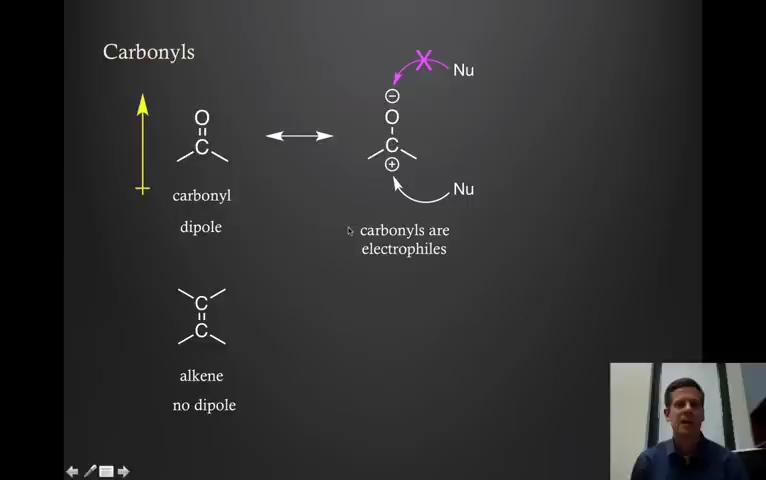 Carbonyls
Nu
O
C
carbonyl
dipole
−
O
C
+
Nu
carbonyls are
electrophiles
C
C
alkene
no dipole